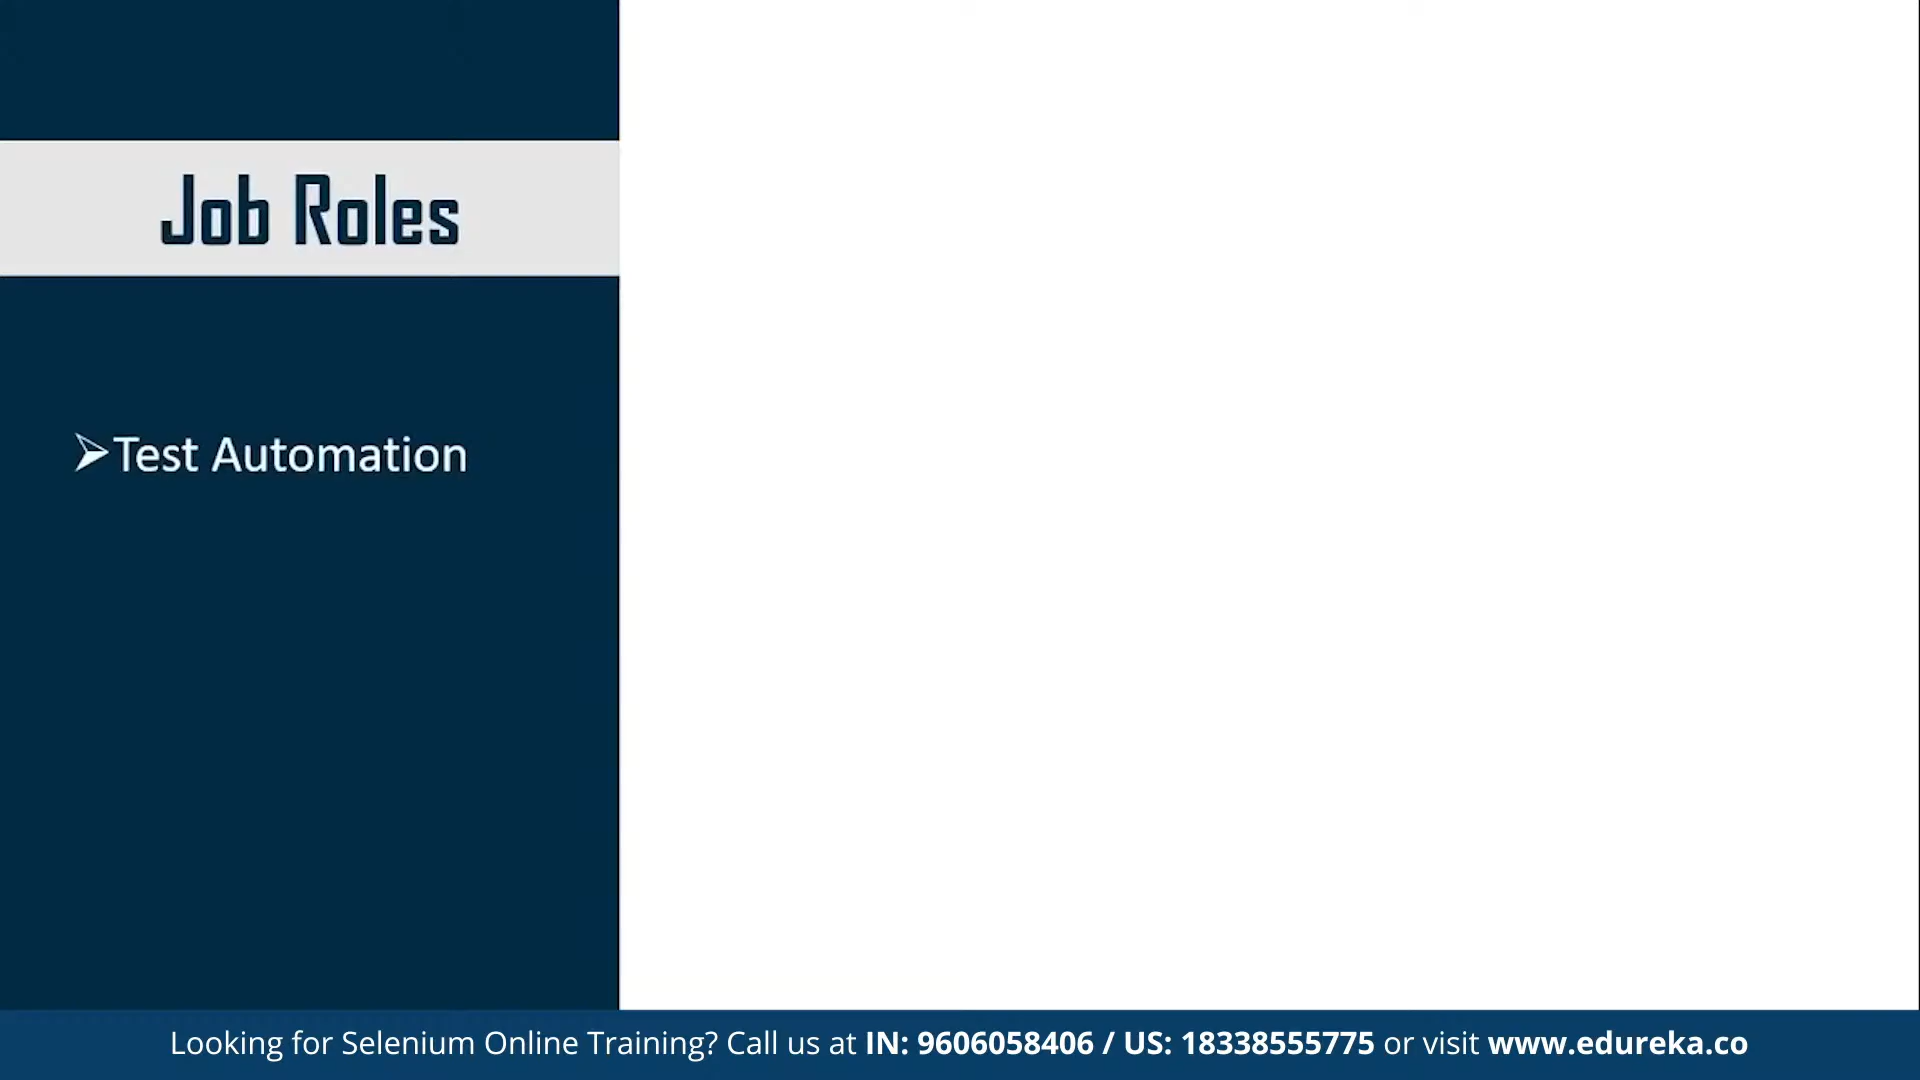 Job Roles
➢Test Automation
Looking for Selenium Online Training? Call us at IN: 9606058406 / US: 18338555775 or visit www.edureka.co